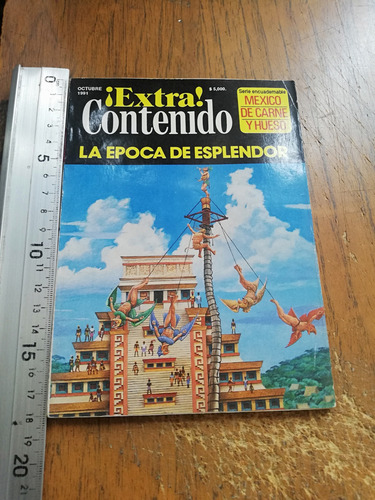 OCTUBRE
1991
$ 5,000.
¡Extra!
Contenido
Serie encuadernable
MEXICO
DE CARNE
Y HUESO
LA EPOCA DE ESPLENDOR
0
5
10
15
20